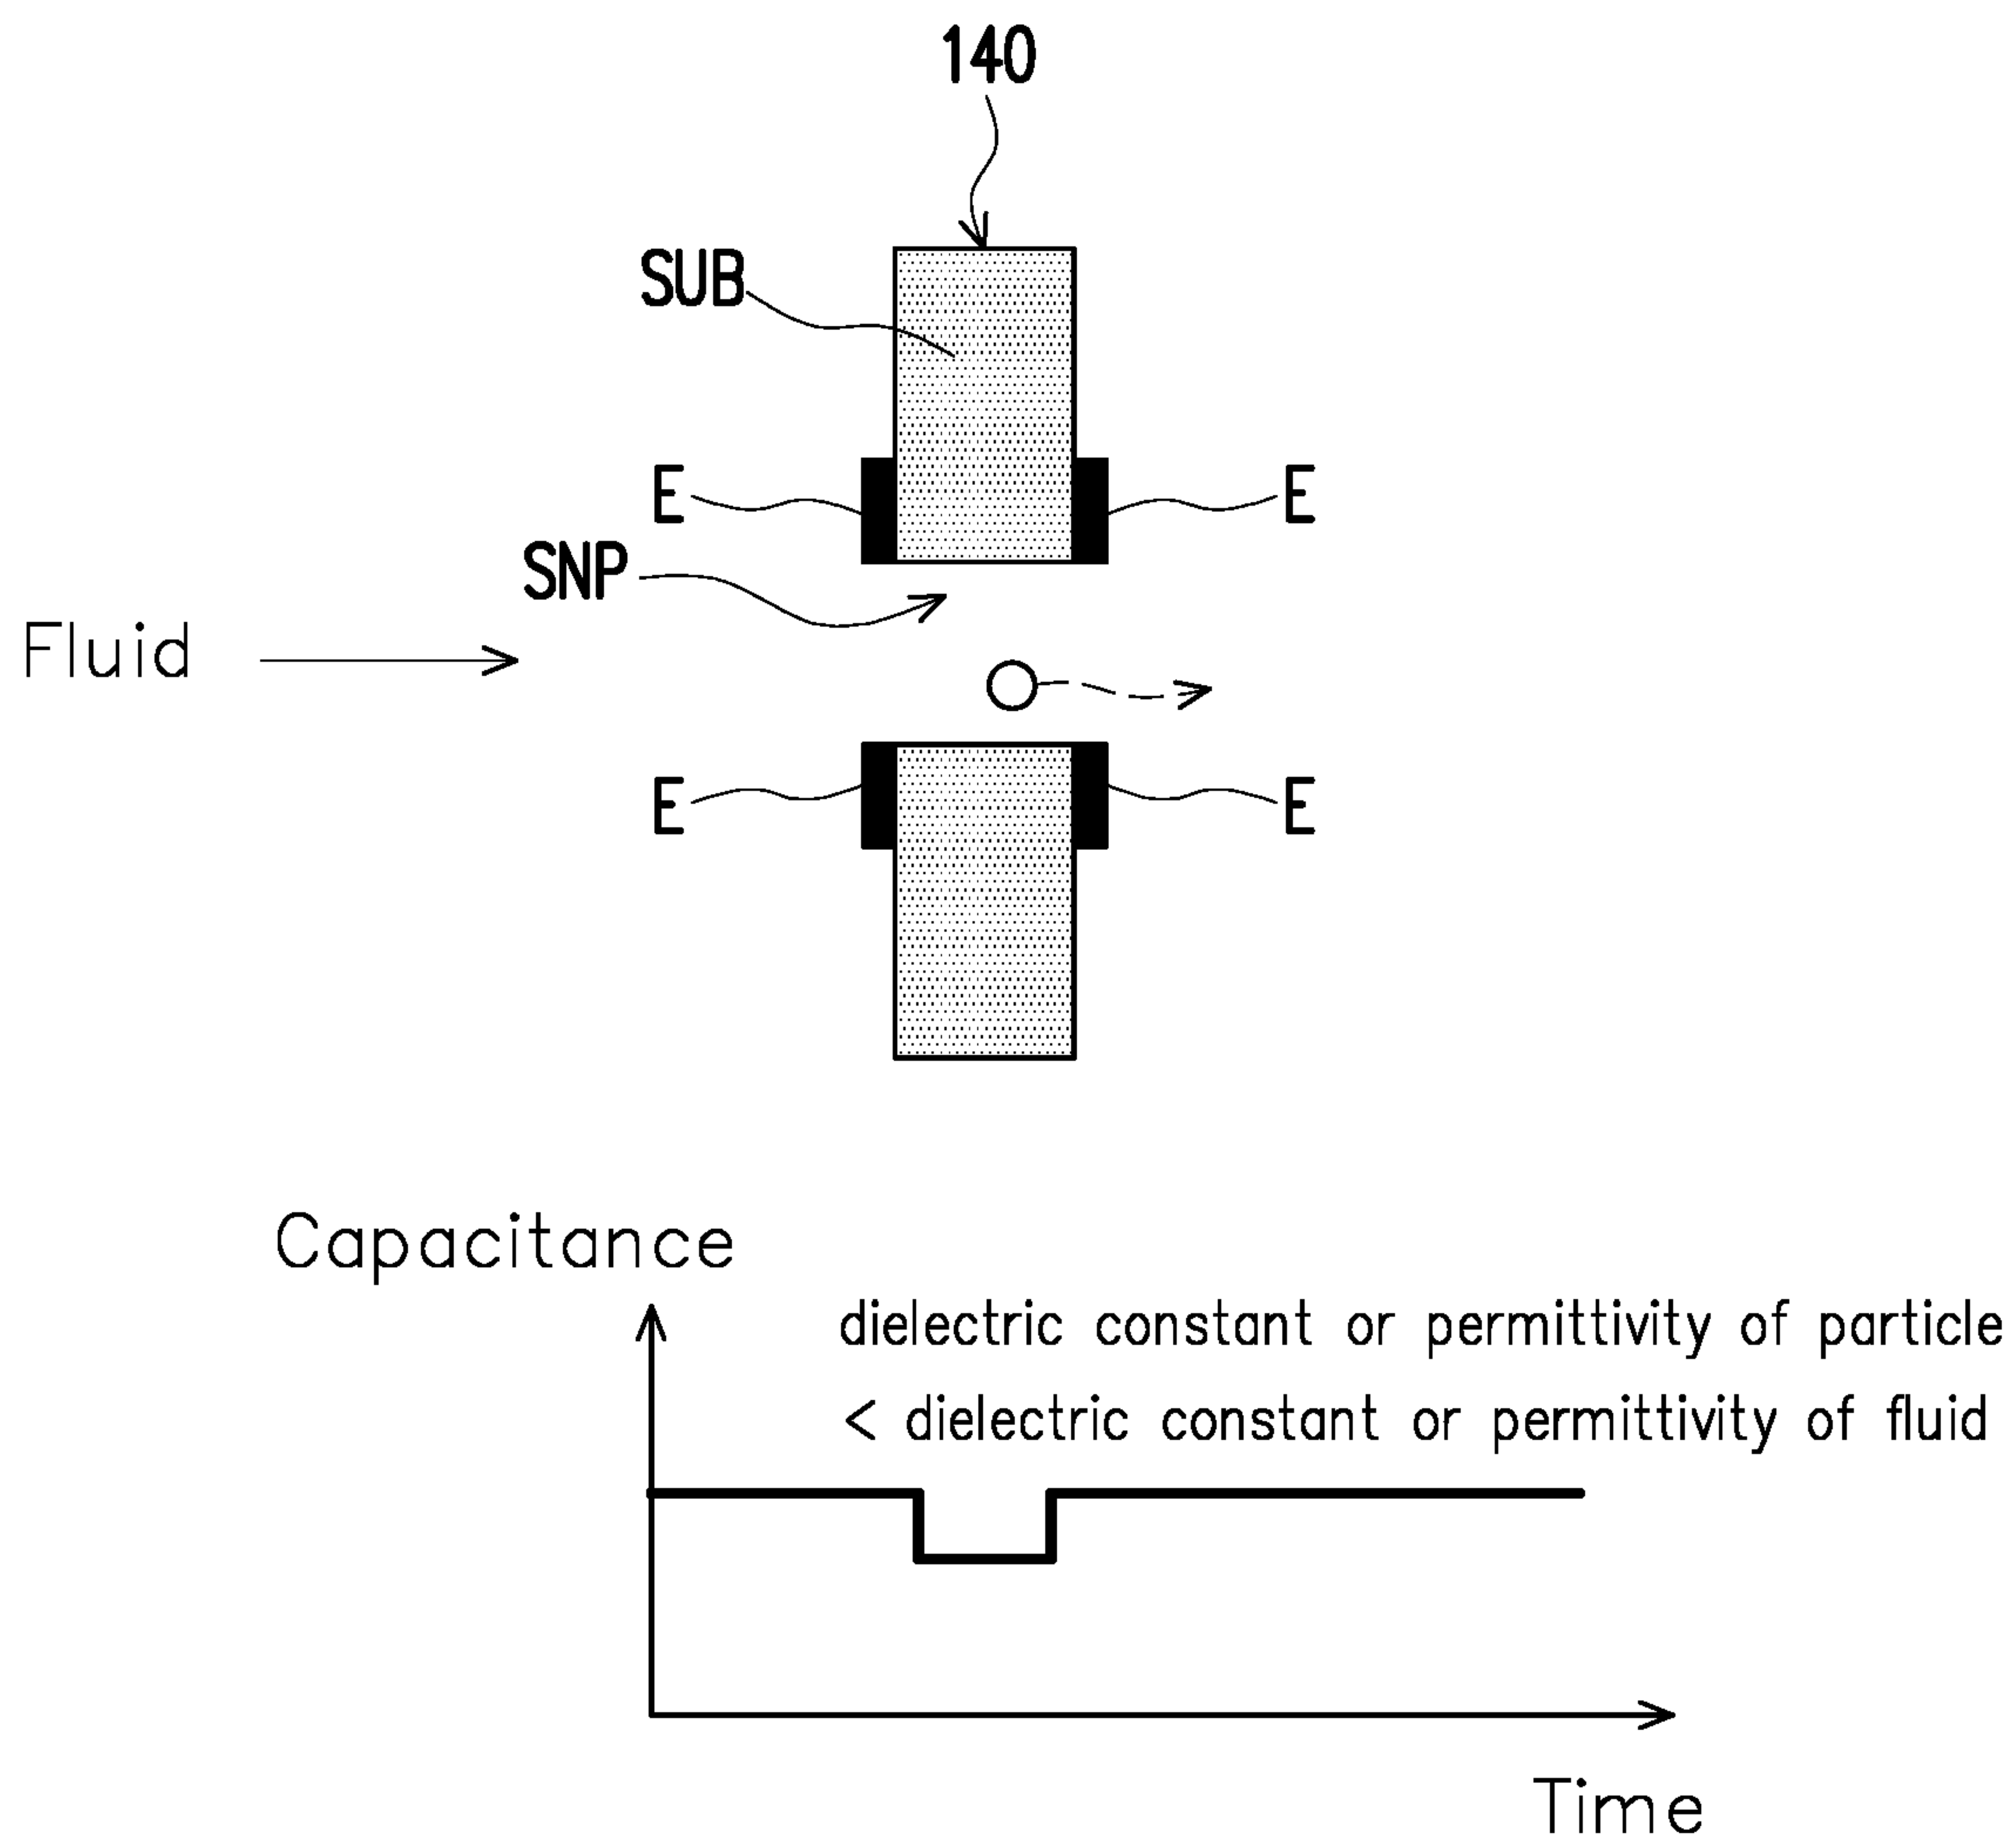 140
SUB
E
E
SNP
Fluid
E
E
Capacitance
dielectric constant or permittivity of particle
< dielectric constant or permittivity of fluid
Time